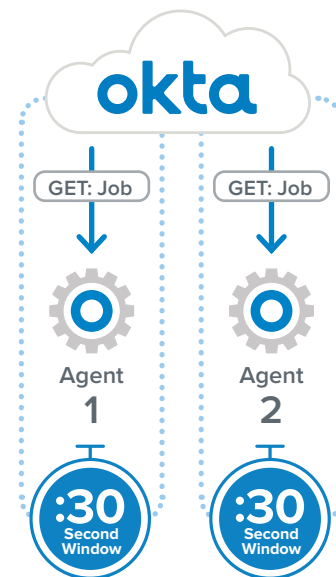 okta
GET: Job GET: Job
Agent Agent
1 2
:30 :30
Second Second
Window Window